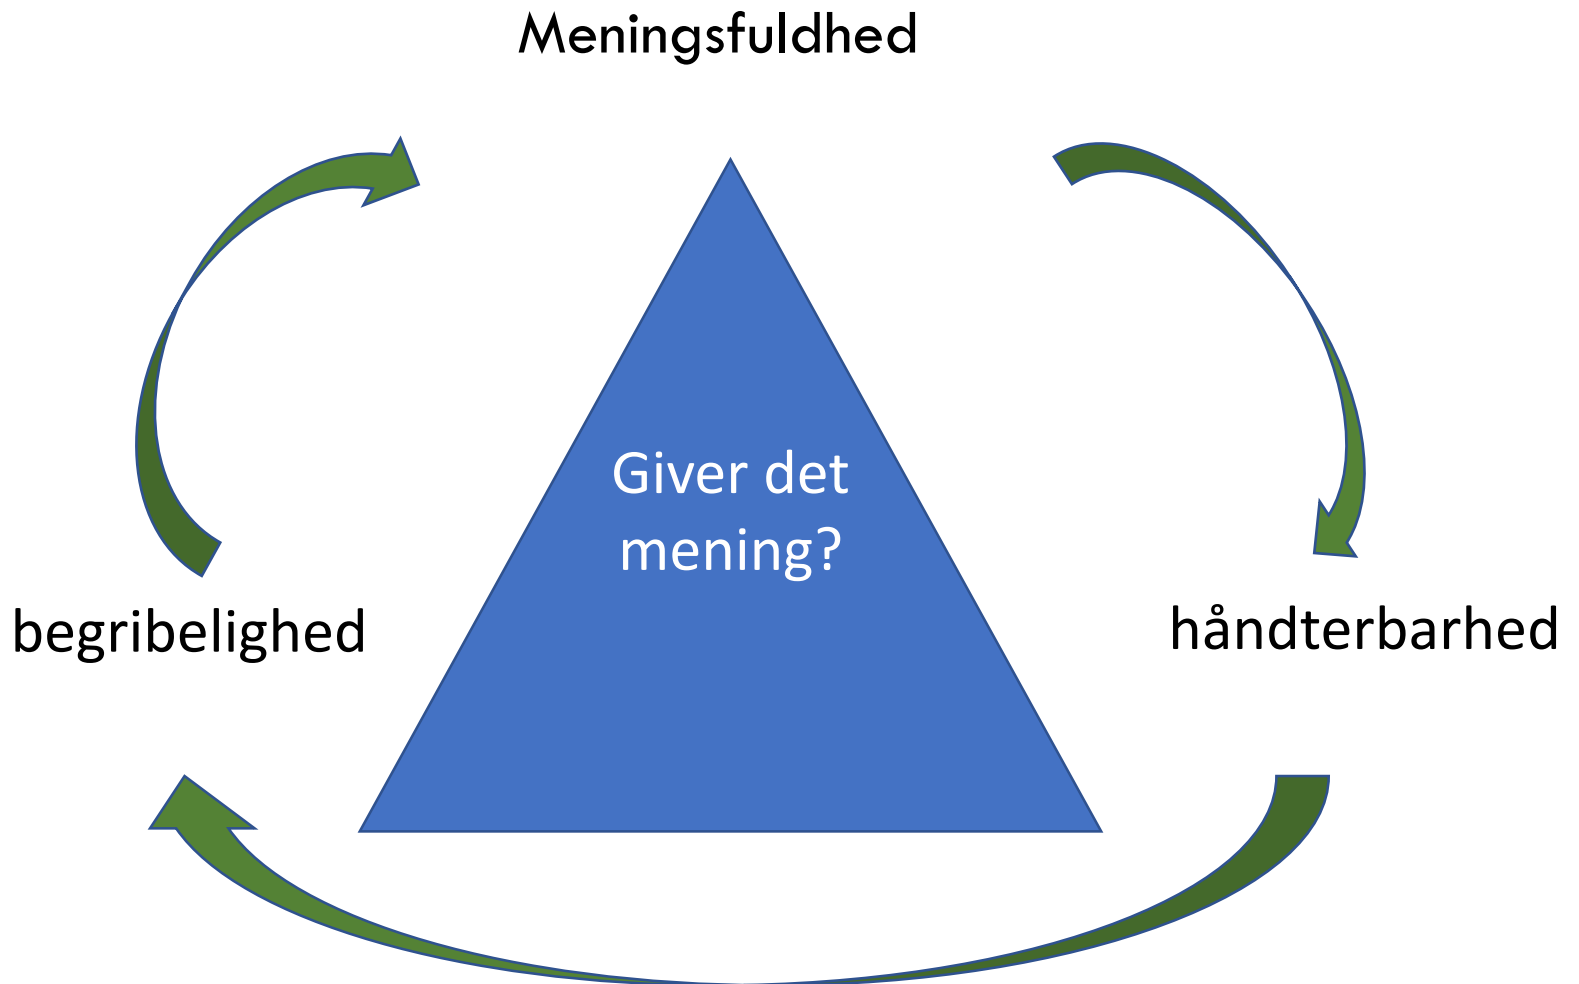 Meningsfuldhed
Giver det
mening?
begribelighed
håndterbarhed